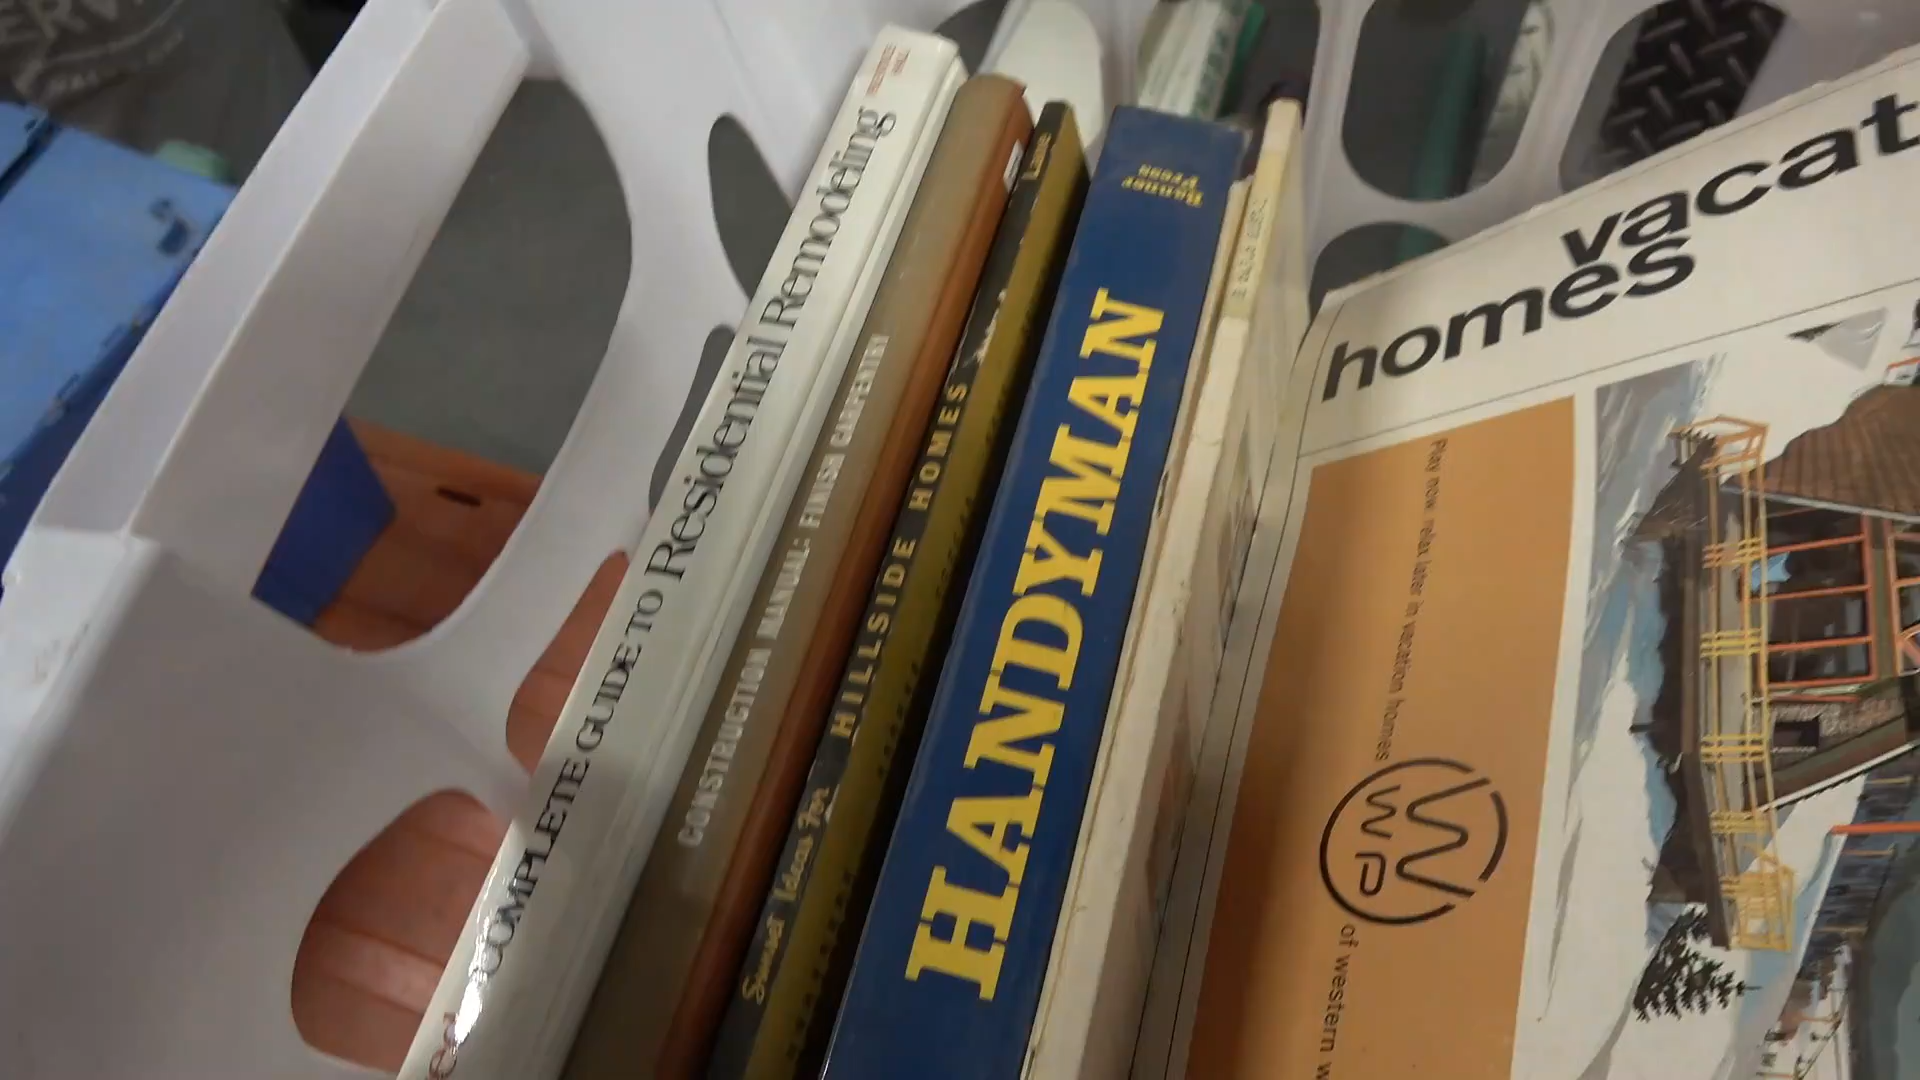 COMPLETE GUIDE TO Residential Remodeling
CONSTRUCTION MANUAL: FINISH CARPENTRY
Sunset Ideas for HILLSIDE HOMES
LANE
HANDYMAN
Banner
Press
vacat
homes
Play now relax later in vacation homes
WWP
of western w